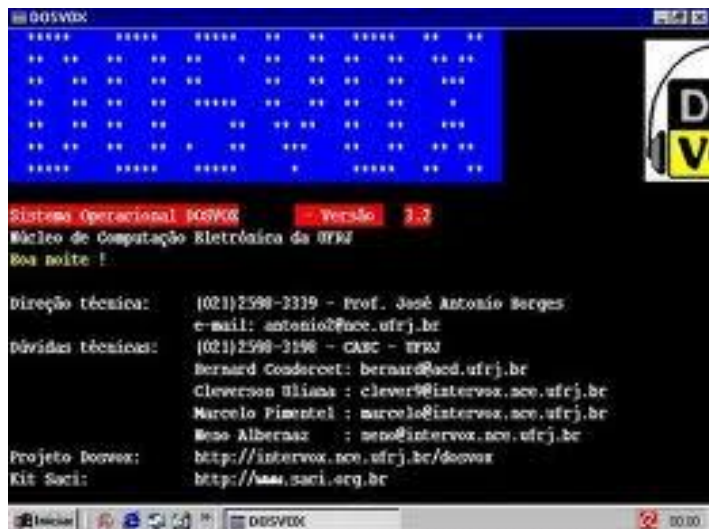 DOSVOX
DOSVOX
D
V
Sistema Operacional DOSVOX - Versão 3.2
Núcleo de Computação Eletrônica da UFRJ
Boa noite !
Direção técnica: (021)2598-3339 - Prof. José Antonio Borges
e-mail: antonio2@nce.ufrj.br
Dúvidas técnicas: (021)2598-3198 - CAEC - UFRJ
Bernard Condorcet: bernard@acd.ufrj.br
Cleverson Uliana : clever9@intervox.nce.ufrj.br
Marcelo Pimentel : marcelo@intervox.nce.ufrj.br
Neno Albernaz : neno@intervox.nce.ufrj.br
Projeto Dosvox: http://intervox.nce.ufrj.br/dosvox
Kit Saci: http://www.saci.org.br
Iniciar DOSVOX 00:00